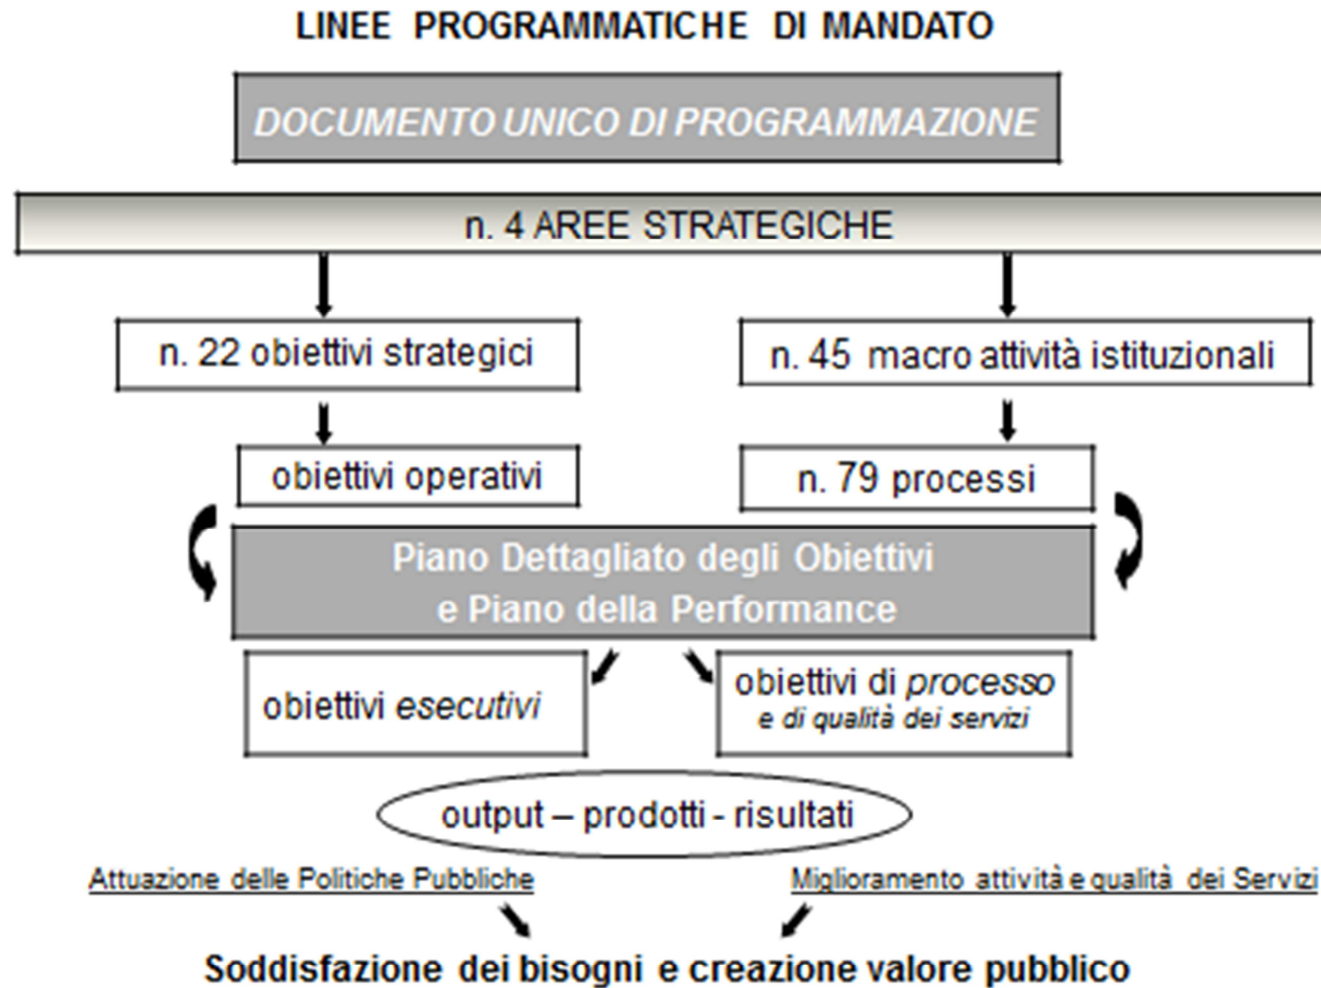 LINEE PROGRAMMATICHE DI MANDATO
DOCUMENTO UNICO DI PROGRAMMAZIONE
n. 4 AREE STRATEGICHE
n. 22 obiettivi strategici
n. 45 macro attività istituzionali
obiettivi operativi
n. 79 processi
Piano Dettagliato degli Obiettivi
e Piano della Performance
obiettivi esecutivi
obiettivi di processo
e di qualità dei servizi
output – prodotti - risultati
Attuazione delle Politiche Pubbliche
Miglioramento attività e qualità dei Servizi
Soddisfazione dei bisogni e creazione valore pubblico